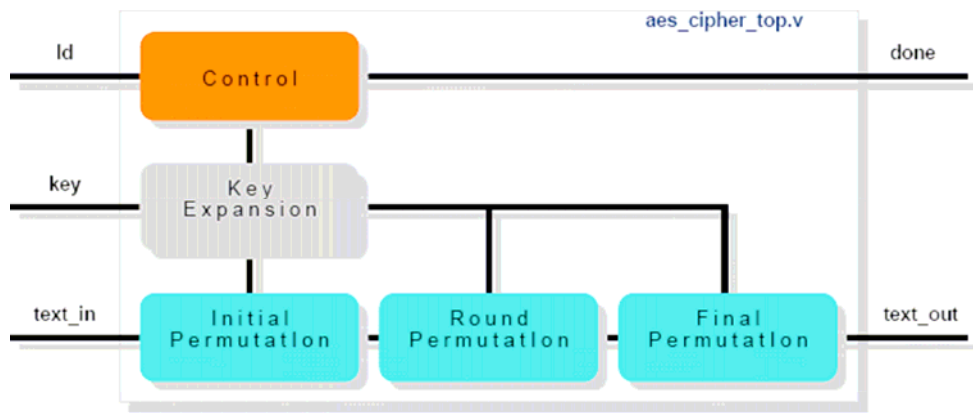 aes_cipher_top.v
ld
done
Control
key
Key
Expansion
text_in
Initial
Permutation
Round
Permutation
Final
Permutation
text_out